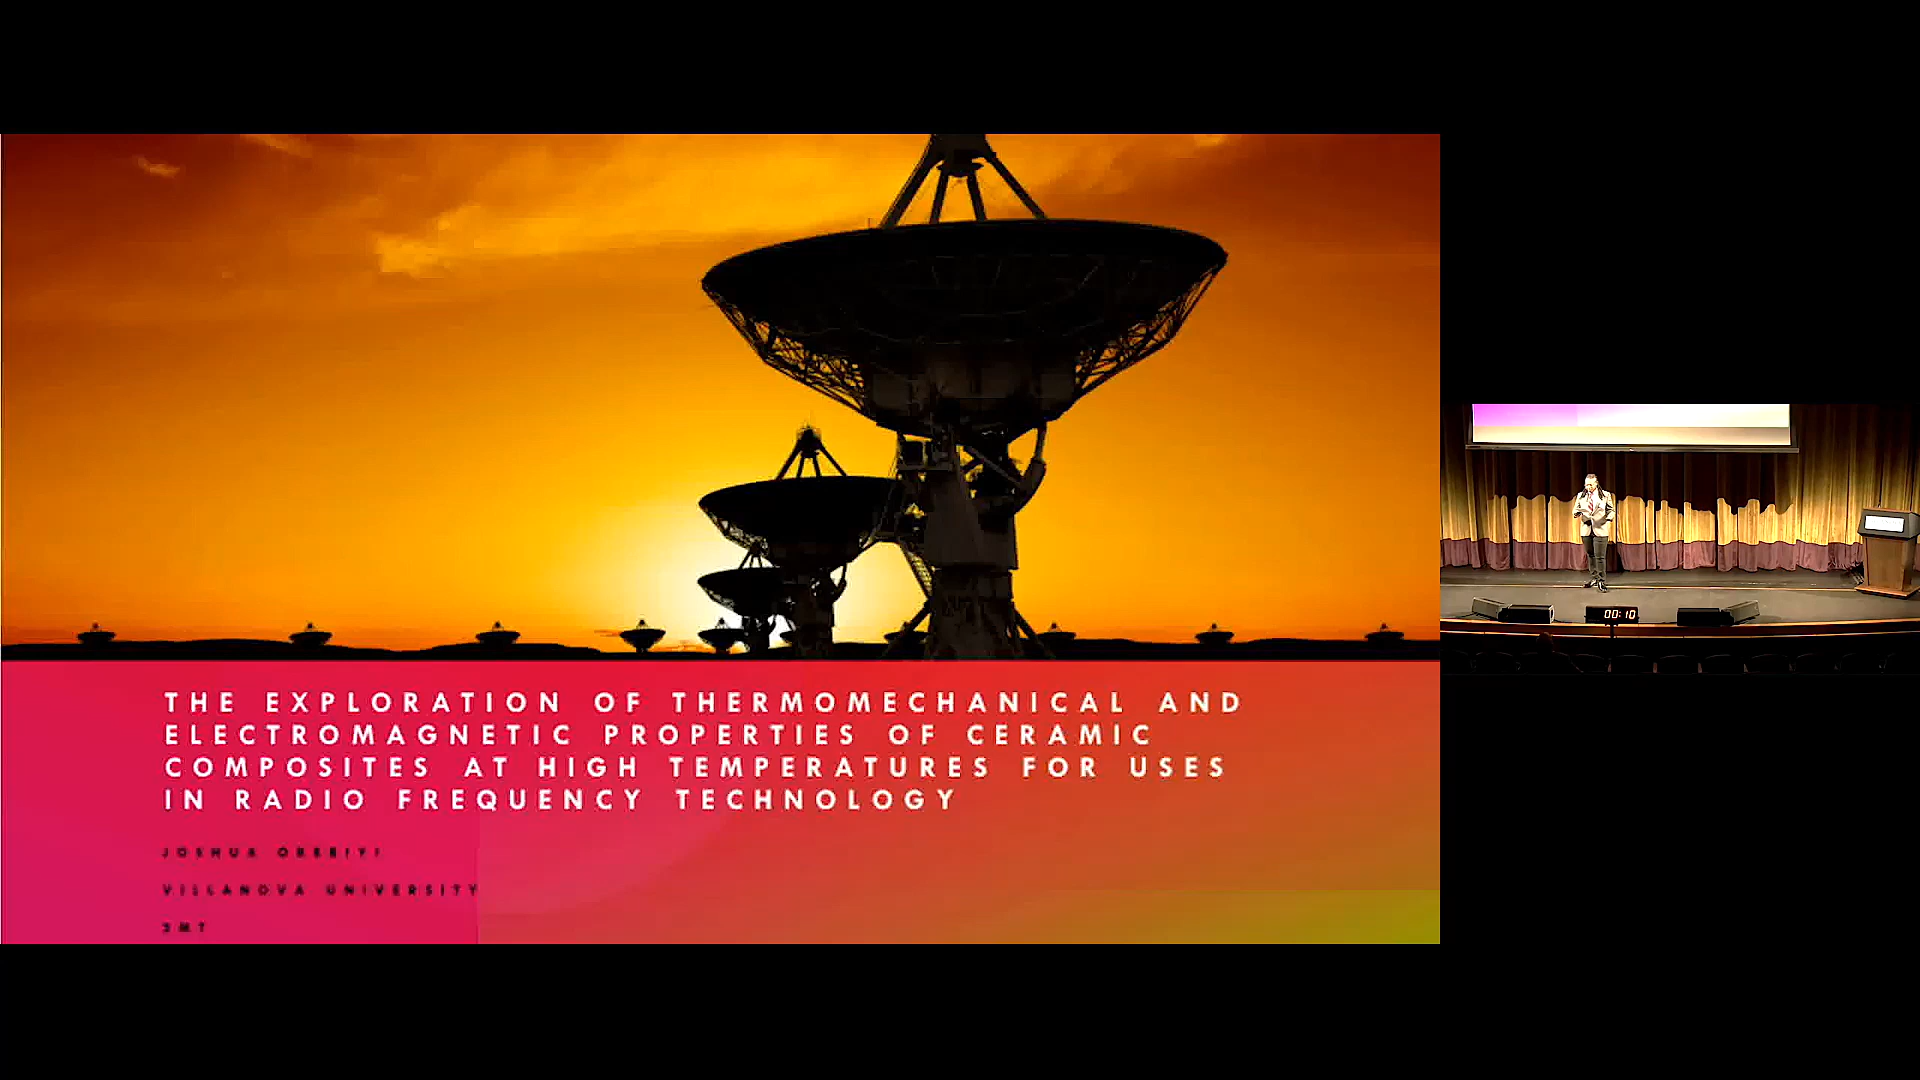 THE EXPLORATION OF THERMOMECHANICAL AND
ELECTROMAGNETIC PROPERTIES OF CERAMIC
COMPOSITES AT HIGH TEMPERATURES FOR USES
IN RADIO FREQUENCY TECHNOLOGY
JOSHUA
VILLANOVA UNIVERSITY
00:10